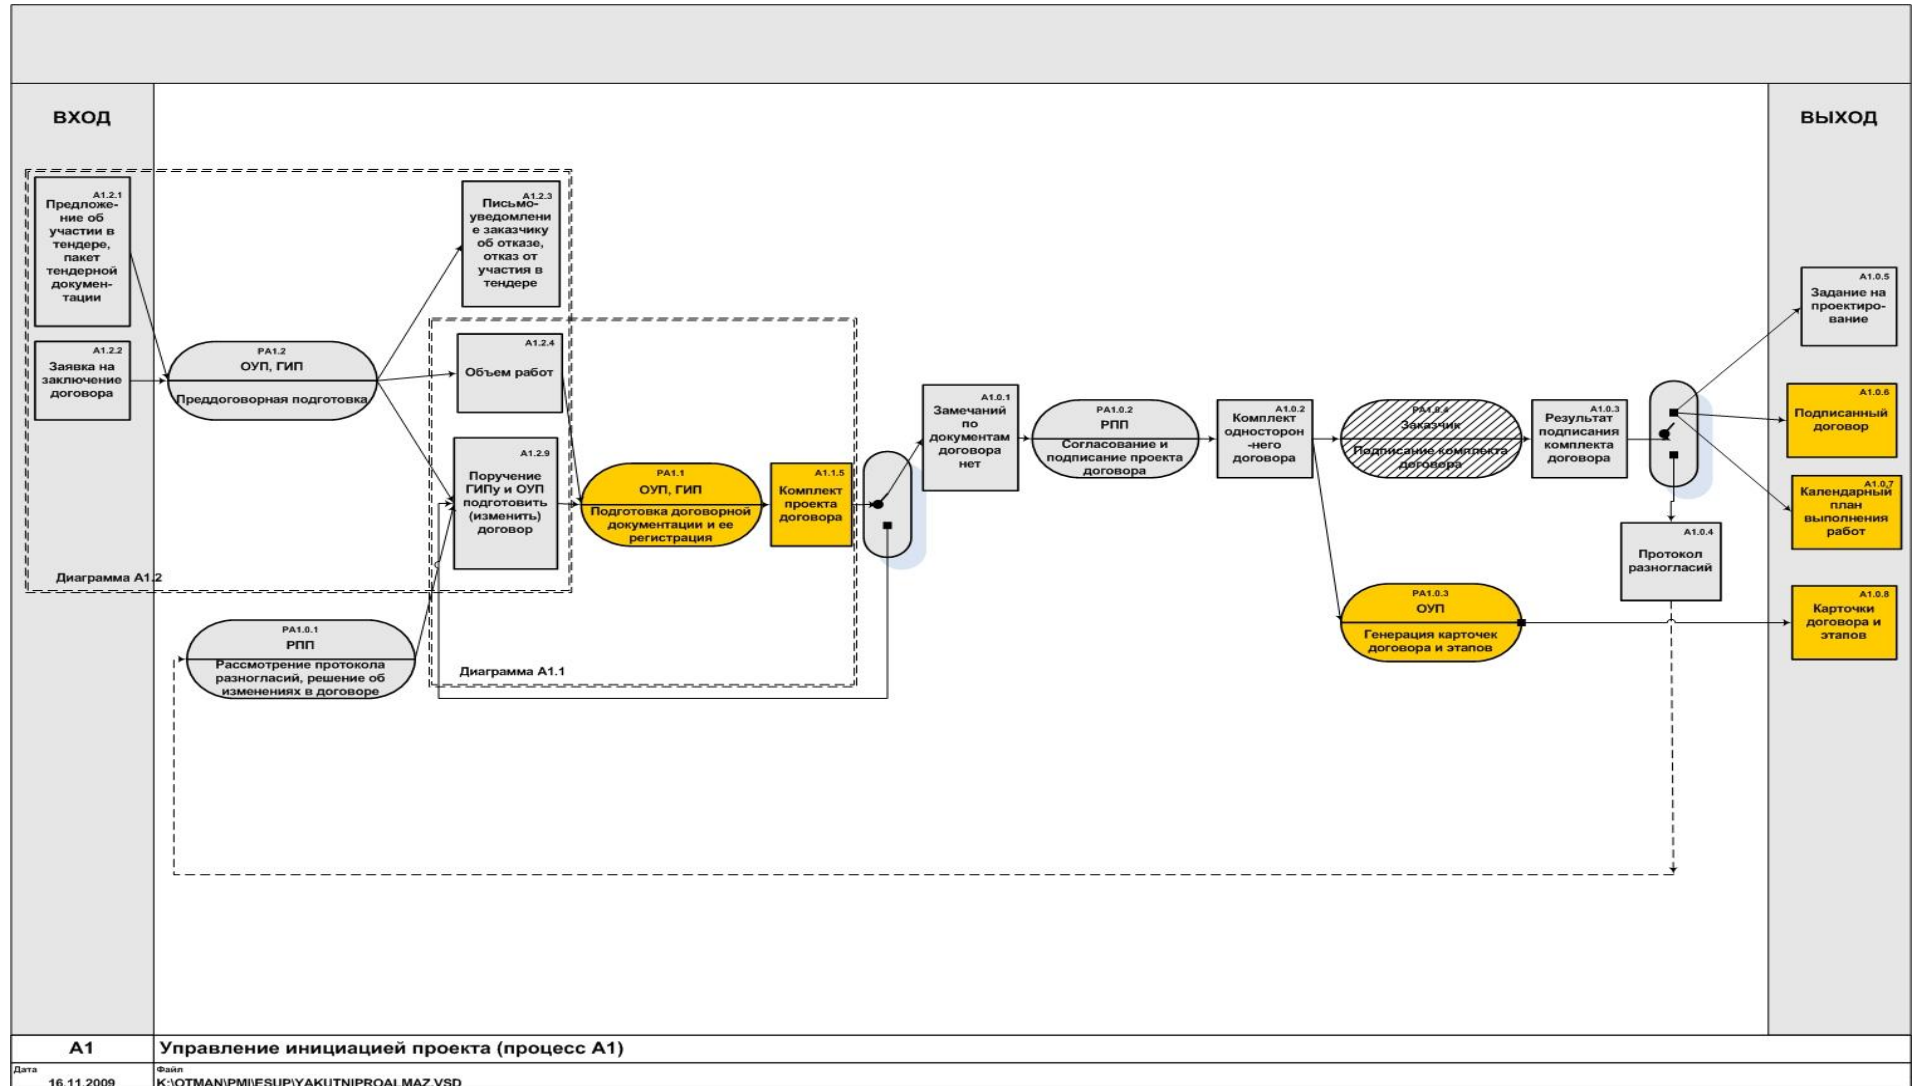 ВХОД
ВЫХОД
А1.2.1
Предложе-
ние об
участии в
тендере,
пакет
тендерной
докумен-
тации
А1.2.2
Заявка на
заключение
договора
РА1.2
ОУП, ГИП
Преддоговорная подготовка
А1.2.3
Письмо-
уведомлени
е заказчику
об отказе,
отказ от
участия в
тендере
А1.2.4
Объем работ
А1.2.9
Поручение
ГИПу и ОУП
подготовить
(изменить)
договор
Диаграмма А1.2
РА1.0.1
РПП
Рассмотрение протокола
разногласий, решение об
изменениях в договоре
РА1.1
ОУП, ГИП
Подготовка договорной
документации и ее
регистрация
А1.1.5
Комплект
проекта
договора
Диаграмма А1.1
А1.0.1
Замечаний
по
документам
договора
нет
РА1.0.2
РПП
Согласование и
подписание проекта
договора
А1.0.2
Комплект
односторон
-него
договора
РА1.0.4
Заказчик
Подписание комплекта
договора
А1.0.3
Результат
подписания
комплекта
договора
РА1.0.3
ОУП
Генерация карточек
договора и этапов
А1.0.4
Протокол
разногласий
А1.0.5
Задание на
проектиро-
вание
А1.0.6
Подписанный
договор
А1.0.7
Календарный
план
выполнения
работ
А1.0.8
Карточки
договора и
этапов
А1
Управление инициацией проекта (процесс А1)
Дата
16.11.2009
Файл
K:\OTMAN\PMI\ESUP\YAKUTNIPROALMAZ.VSD